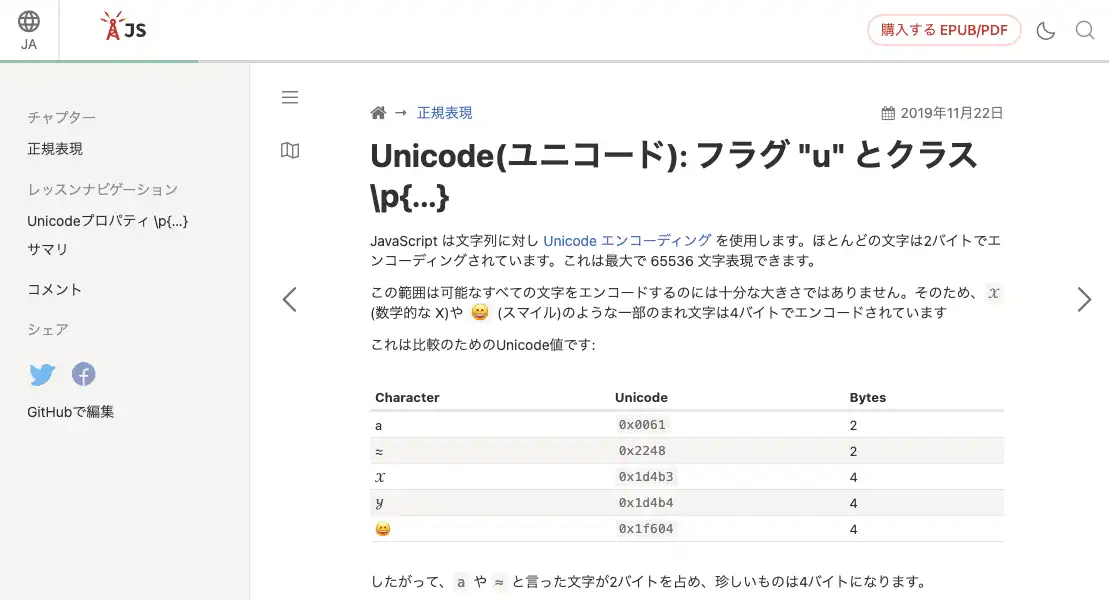 JA
JS
購入する EPUB/PDF
チャプター
正規表現
レッスンナビゲーション
Unicodeプロパティ \p{…}
サマリ
コメント
シェア
GitHubで編集
→ 正規表現
2019年11月22日
Unicode(ユニコード): フラグ "u" とクラス
\p{...}
JavaScript は文字列に対し Unicode エンコーディング を使用します。ほとんどの文字は2バイトでエ
ンコーディングされています。これは最大で 65536 文字表現できます。
この範囲は可能なすべての文字をエンコードするのには十分な大きさではありません。そのため、 𝒳
(数学的な X)や 😄 (スマイル)のような一部のまれ文字は4バイトでエンコードされています
これは比較のためのUnicode値です:
Character Unicode Bytes
a 0x0061 2
≈ 0x2248 2
𝒳 0x1d4b3 4
𝒴 0x1d4b4 4
😄 0x1f604 4
したがって、 a や ≈ と言った文字が2バイトを占め、珍しいものは4バイトになります。